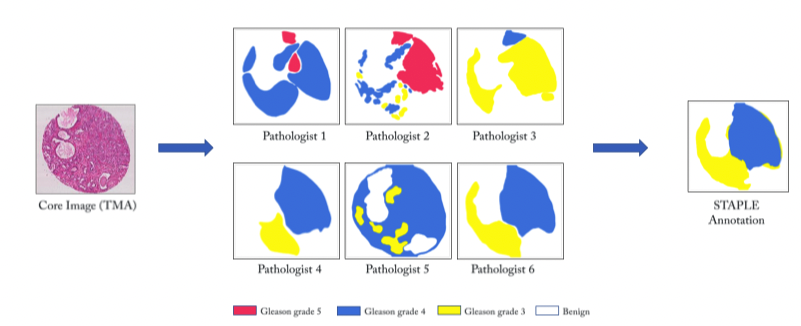 Pathologist 1
Pathologist 2
Pathologist 3
Core Image (TMA)
STAPLE
Annotation
Pathologist 4
Pathologist 5
Pathologist 6
Gleason grade 5
Gleason grade 4
Gleason grade 3
Benign